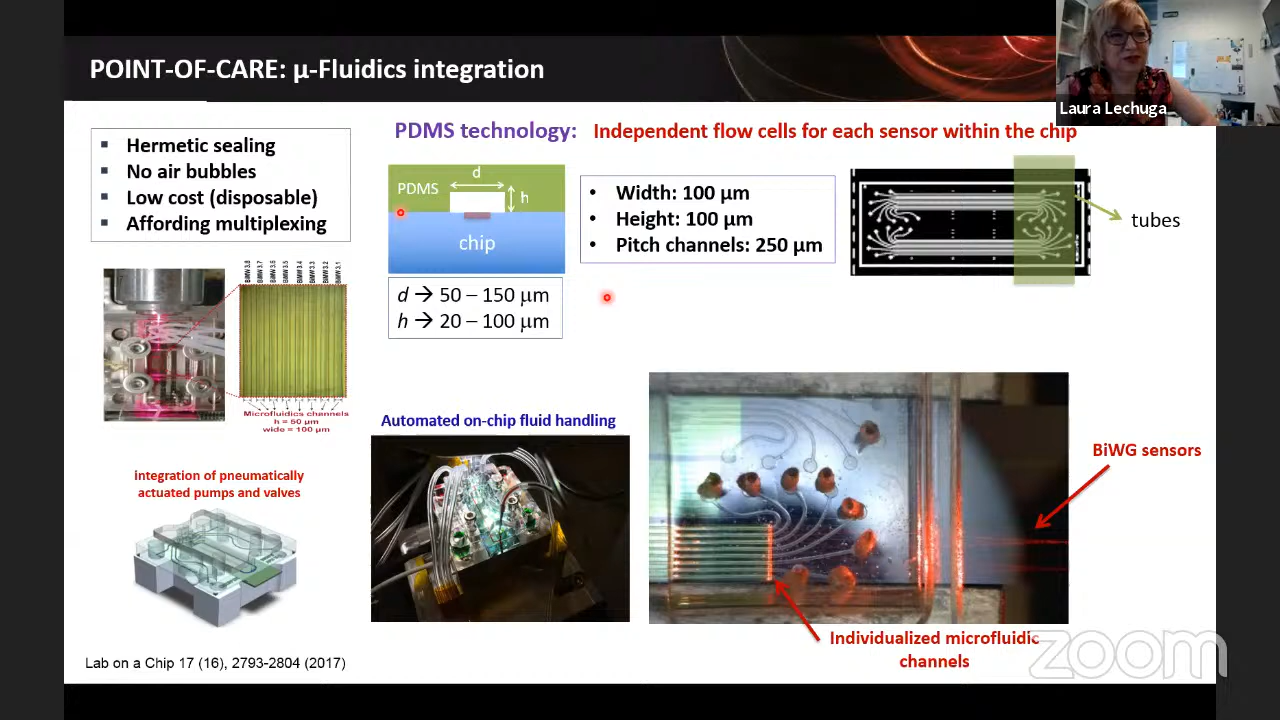 POINT-OF-CARE: µ-Fluidics integration
Laura Lechuga
Hermetic sealing
No air bubbles
Low cost (disposable)
Affording multiplexing
PDMS technology: Independent flow cells for each sensor within the chip
PDMS
d
h
chip
d → 50 – 150 µm
h → 20 – 100 µm
Width: 100 µm
Height: 100 µm
Pitch channels: 250 µm
tubes
Microfluidics channels
h = 50 µm
wide = 100 µm
integration of pneumatically
actuated pumps and valves
Automated on-chip fluid handling
BiWG sensors
Individualized microfluidic
channels
Lab on a Chip 17 (16), 2793-2804 (2017)
zoom